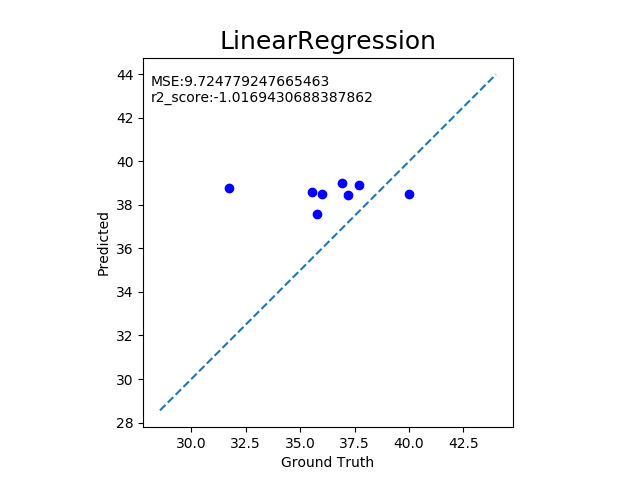 LinearRegression
MSE:9.724779247665463
r2_score:-1.0169430688387862
44
42
40
38
36
34
32
30
28
Predicted
30.0 32.5 35.0 37.5 40.0 42.5
Ground Truth